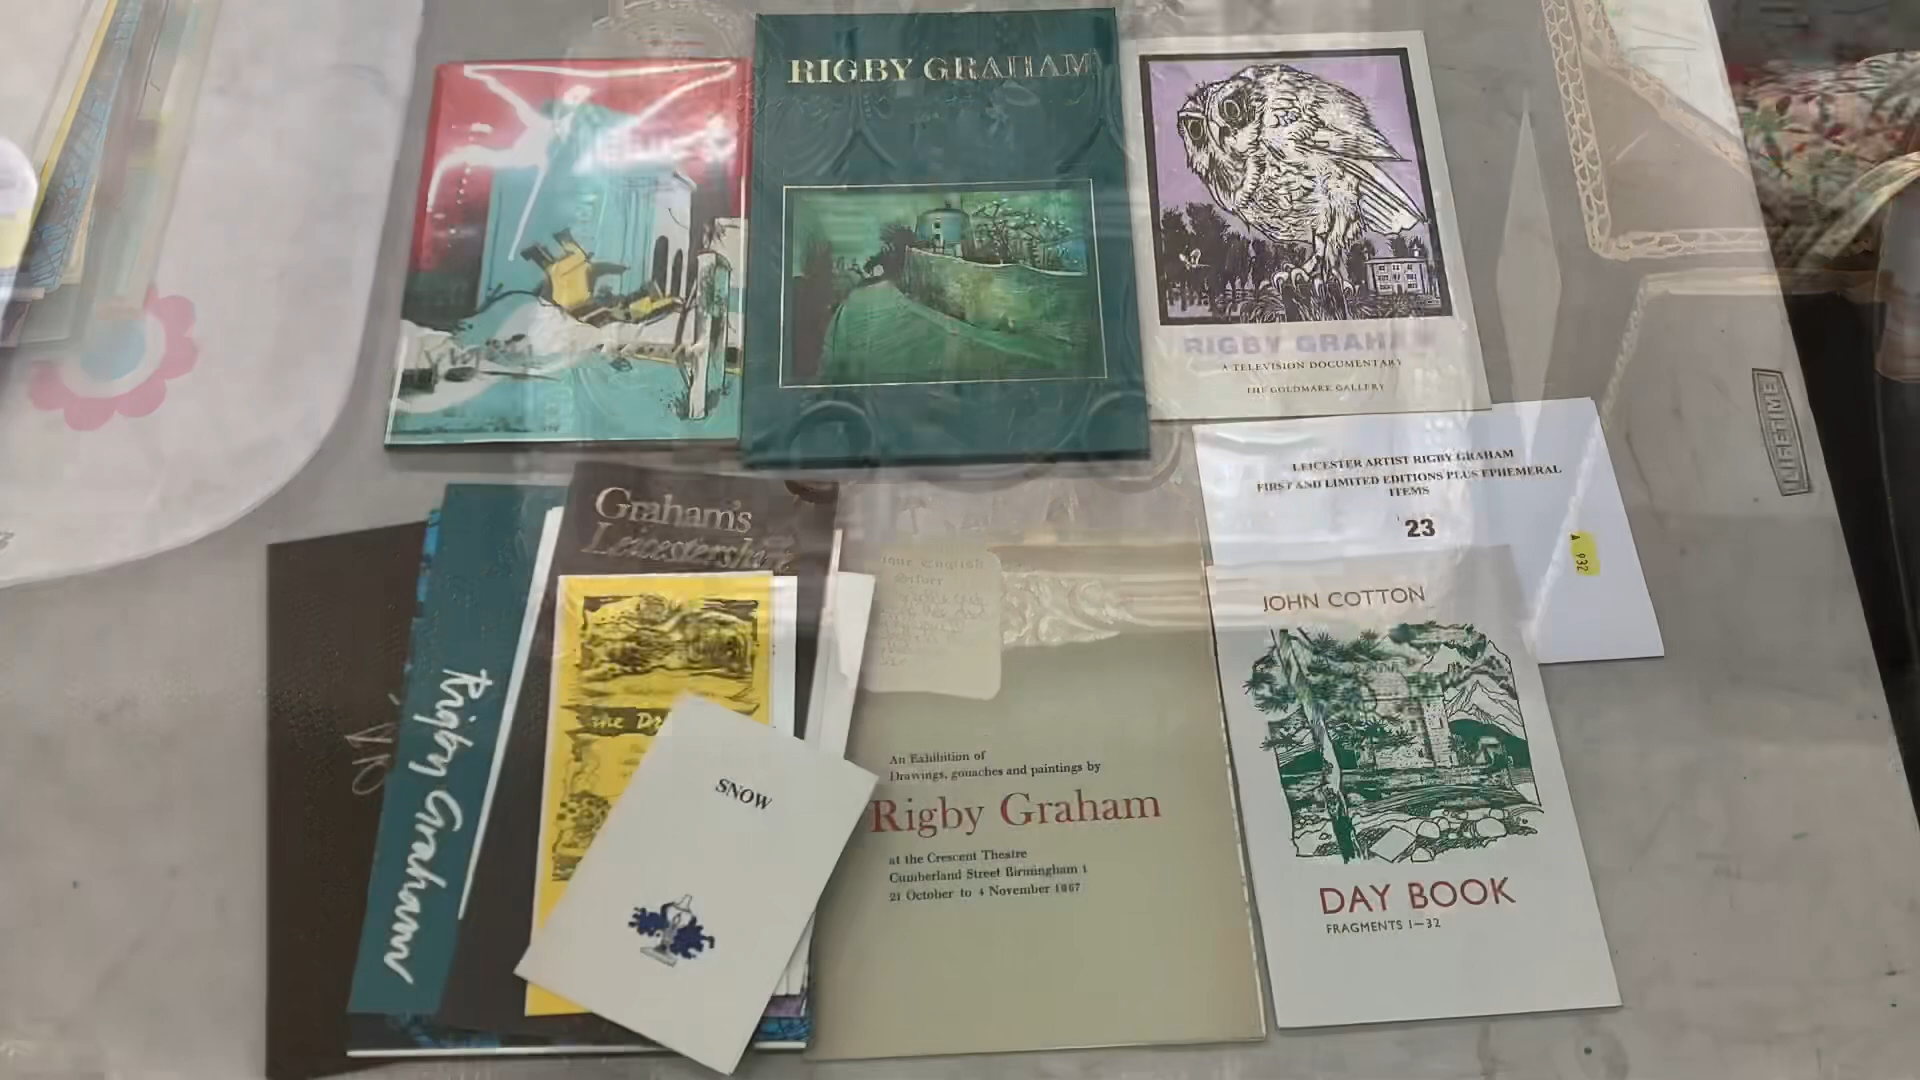 RIGBY GRAHAM
RIGBY GRAHAM
A TELEVISION DOCUMENTARY
THE GOLDMARK GALLERY
LEICESTER ARTIST RIGBY GRAHAM
FIRST AND LIMITED EDITIONS PLUS EPHEMERAL
ITEMS
23
A 932
LIFETIME
Graham's
Leicestershire
Rigby Graham
the Dr
SNOW
An Exhibition of
Drawings, gouaches and paintings by
Rigby Graham
at the Crescent Theatre
Cumberland Street Birmingham 1
21 October to 4 November 1967
JOHN COTTON
DAY BOOK
FRAGMENTS 1–32